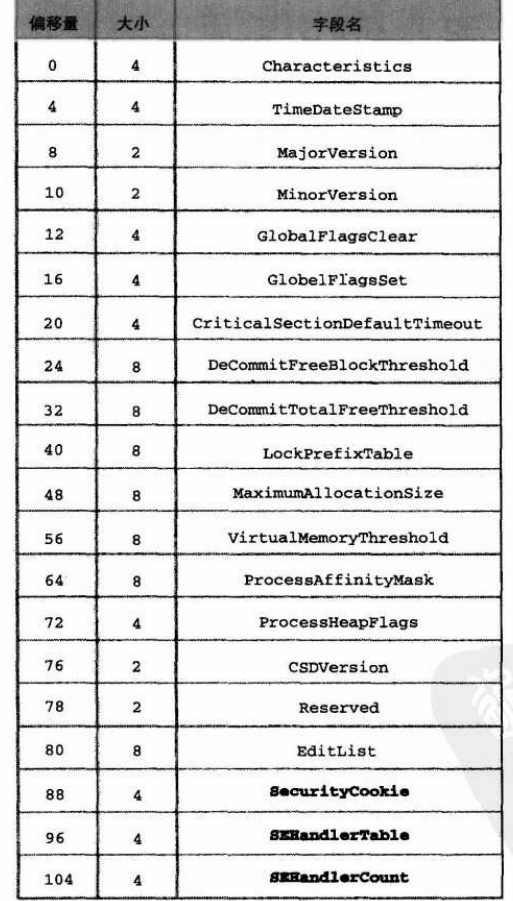 偏移量 大小 字段名
0 4 Characteristics
4 4 TimeDateStamp
8 2 MajorVersion
10 2 MinorVersion
12 4 GlobalFlagsClear
16 4 GlobelFlagsSet
20 4 CriticalSectionDefaultTimeout
24 8 DeCommitFreeBlockThreshold
32 8 DeCommitTotalFreeThreshold
40 8 LockPrefixTable
48 8 MaximumAllocationSize
56 8 VirtualMemoryThreshold
64 8 ProcessAffinityMask
72 4 ProcessHeapFlags
76 2 CSDVersion
78 2 Reserved
80 8 EditList
88 4 SecurityCookie
96 4 SEHandlerTable
104 4 SEHandlerCount